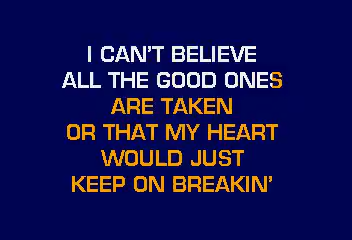 I CAN'T BELIEVE
ALL THE GOOD ONES
ARE TAKEN
OR THAT MY HEART
WOULD JUST
KEEP ON BREAKIN'